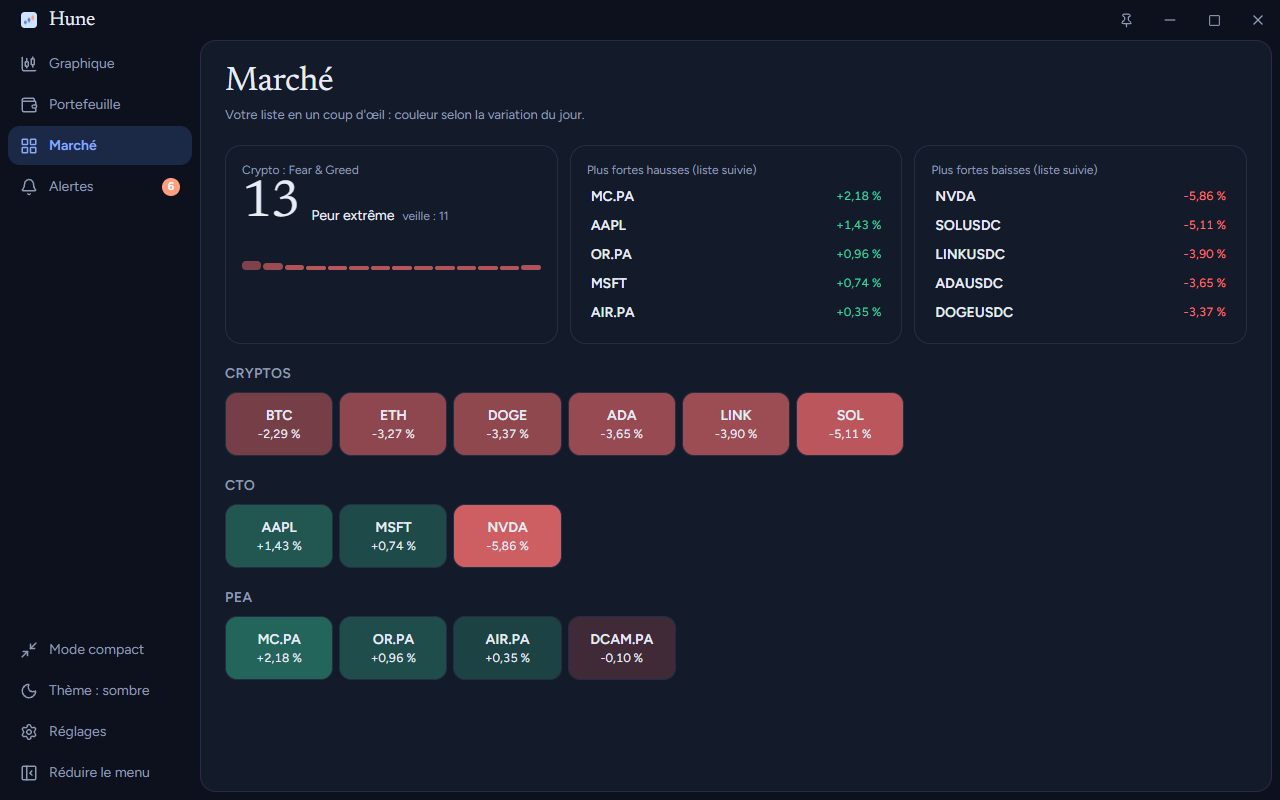 Hune
Graphique
Portefeuille
Marché
Alertes
6
Mode compact
Thème : sombre
Réglages
Réduire le menu
Marché
Votre liste en un coup d'œil : couleur selon la variation du jour.
Crypto : Fear & Greed
13 Peur extrême veille : 11
Plus fortes hausses (liste suivie)
MC.PA +2,18 %
AAPL +1,43 %
OR.PA +0,96 %
MSFT +0,74 %
AIR.PA +0,35 %
Plus fortes baisses (liste suivie)
NVDA -5,86 %
SOLUSDC -5,11 %
LINKUSDC -3,90 %
ADAUSDC -3,65 %
DOGEUSDC -3,37 %
CRYPTOS
BTC ETH DOGE ADA LINK SOL
-2,29 % -3,27 % -3,37 % -3,65 % -3,90 % -5,11 %
CTO
AAPL MSFT NVDA
+1,43 % +0,74 % -5,86 %
PEA
MC.PA OR.PA AIR.PA DCAM.PA
+2,18 % +0,96 % +0,35 % -0,10 %